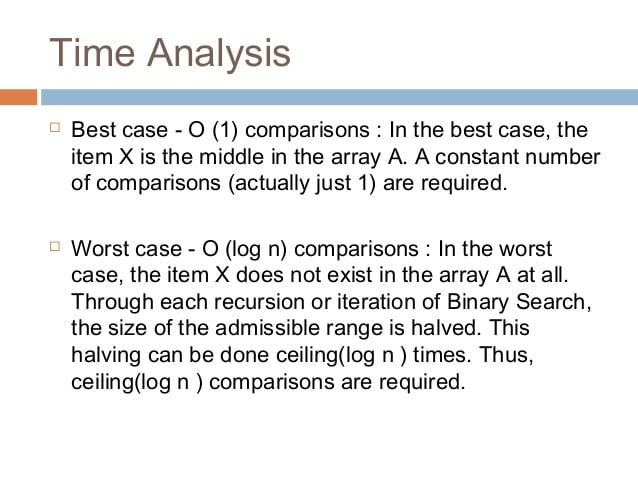 Time Analysis
Best case - O (1) comparisons : In the best case, the
item X is the middle in the array A. A constant number
of comparisons (actually just 1) are required.
Worst case - O (log n) comparisons : In the worst
case, the item X does not exist in the array A at all.
Through each recursion or iteration of Binary Search,
the size of the admissible range is halved. This
halving can be done ceiling(log n ) times. Thus,
ceiling(log n ) comparisons are required.